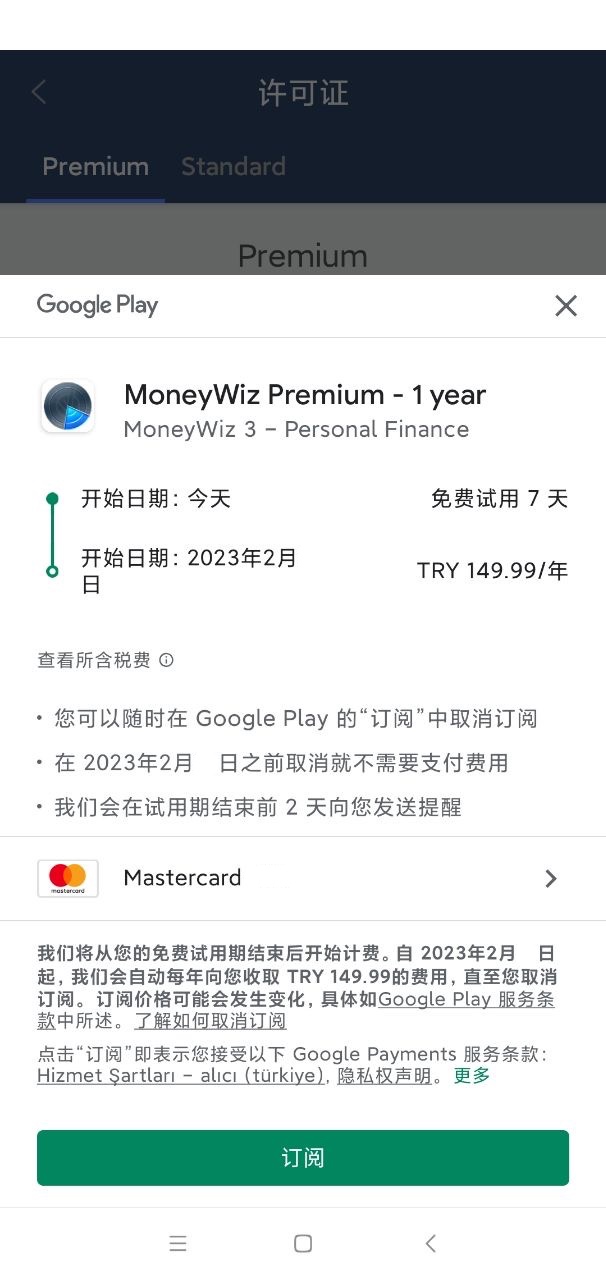 许可证
Premium Standard
Premium
Google Play
MoneyWiz Premium - 1 year
MoneyWiz 3 – Personal Finance
开始日期：今天 免费试用 7 天
开始日期：2023年2月
日
TRY 149.99/年
查看所含税费
• 您可以随时在 Google Play 的“订阅”中取消订阅
• 在 2023年2月 日之前取消就不需要支付费用
• 我们会在试用期结束前 2 天向您发送提醒
mastercard
Mastercard
我们将从您的免费试用期结束后开始计费。自 2023年2月 日
起，我们会自动每年向您收取 TRY 149.99的费用，直至您取消
订阅。订阅价格可能会发生变化，具体如Google Play 服务条
款中所述。了解如何取消订阅
点击“订阅”即表示您接受以下 Google Payments 服务条款：
Hizmet Şartları – alıcı (türkiye), 隐私权声明。更多
订阅